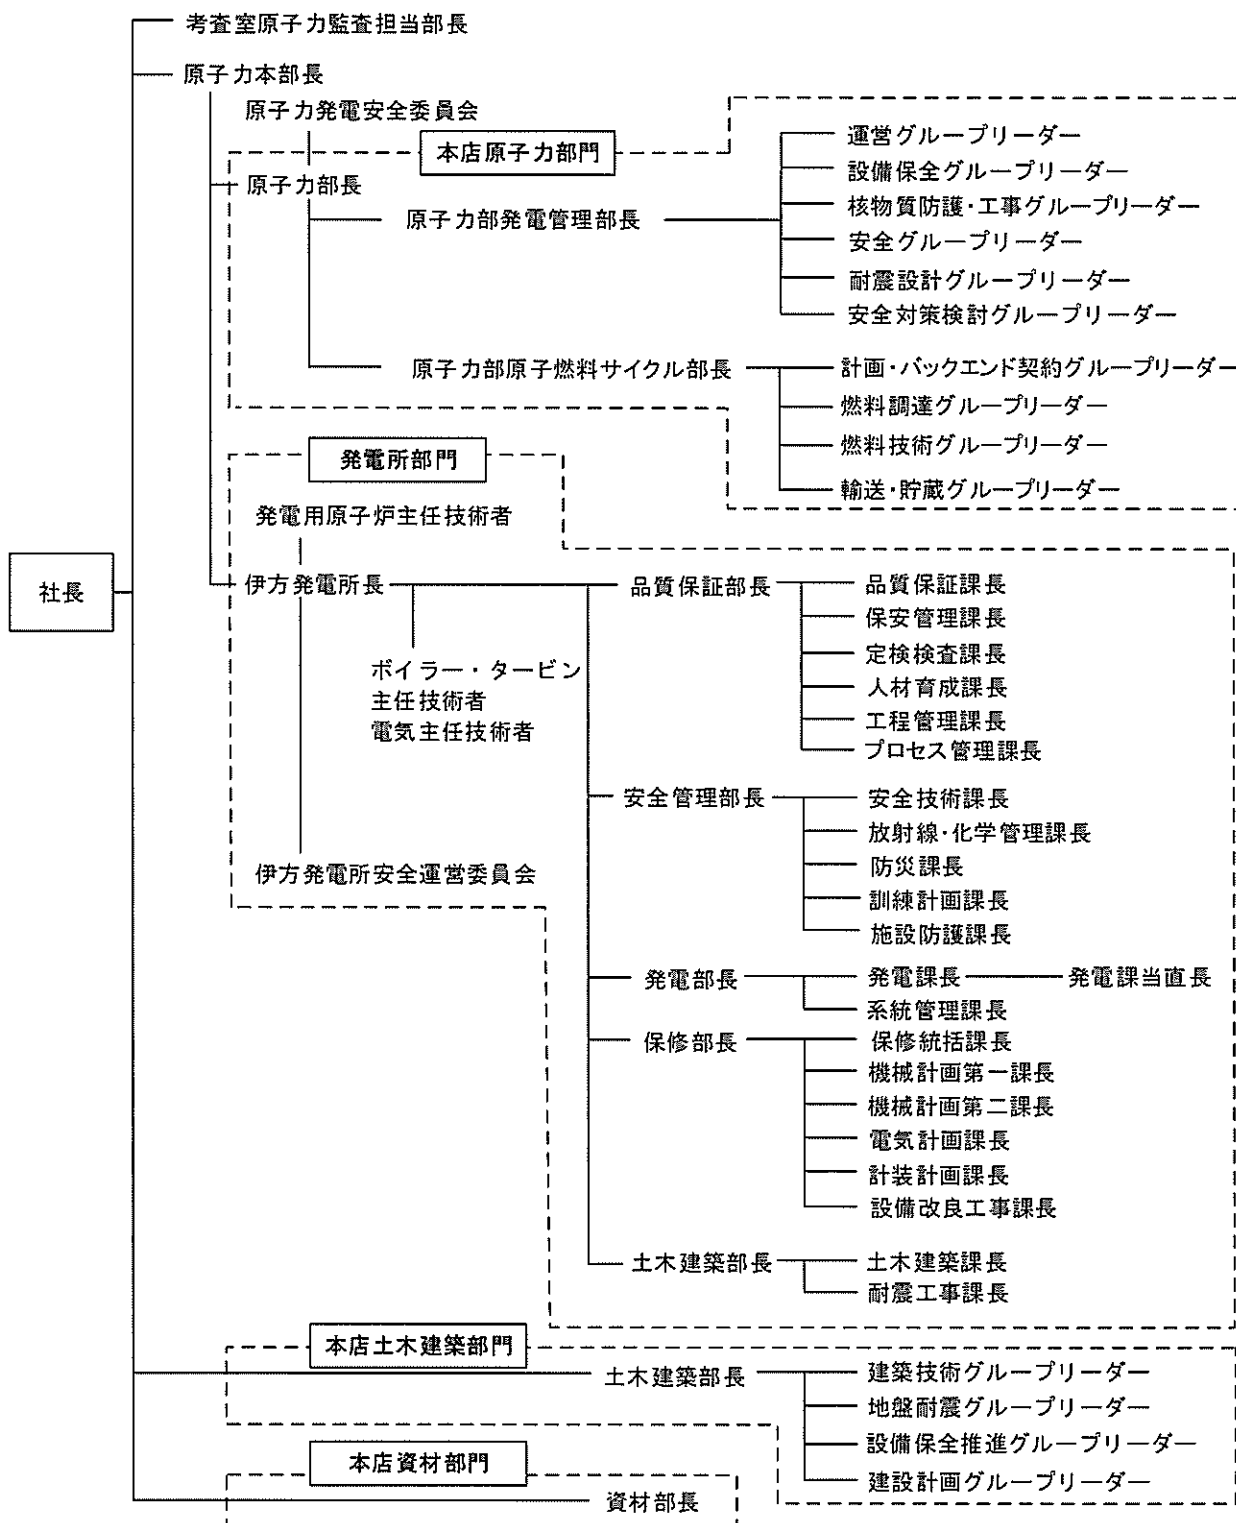 考査室原子力監査担当部長
原子力本部長
原子力発電安全委員会
本店原子力部門
原子力部長
原子力部発電管理部長
運営グループリーダー
設備保全グループリーダー
核物質防護・工事グループリーダー
安全グループリーダー
耐震設計グループリーダー
安全対策検討グループリーダー
原子力部原子燃料サイクル部長
計画・バックエンド契約グループリーダー
燃料調達グループリーダー
燃料技術グループリーダー
輸送・貯蔵グループリーダー
発電所部門
発電用原子炉主任技術者
社長
伊方発電所長
ボイラー・タービン
主任技術者
電気主任技術者
伊方発電所安全運営委員会
品質保証部長
品質保証課長
保安管理課長
定検検査課長
人材育成課長
工程管理課長
プロセス管理課長
安全管理部長
安全技術課長
放射線・化学管理課長
防災課長
訓練計画課長
施設防護課長
発電部長
発電課長
発電課当直長
系統管理課長
保修部長
保修統括課長
機械計画第一課長
機械計画第二課長
電気計画課長
計装計画課長
設備改良工事課長
土木建築部長
土木建築課長
耐震工事課長
本店土木建築部門
土木建築部長
建築技術グループリーダー
地盤耐震グループリーダー
設備保全推進グループリーダー
建設計画グループリーダー
本店資材部門
資材部長